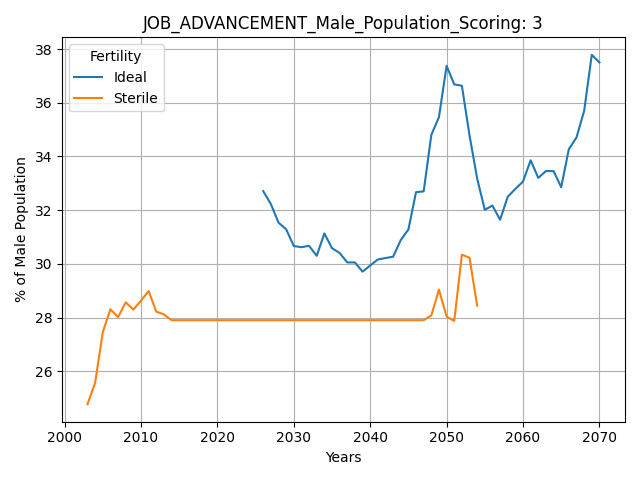 JOB_ADVANCEMENT_Male_Population_Scoring: 3
Fertility
Ideal
Sterile
% of Male Population
38
36
34
32
30
28
26
2000 2010 2020 2030 2040 2050 2060 2070
Years